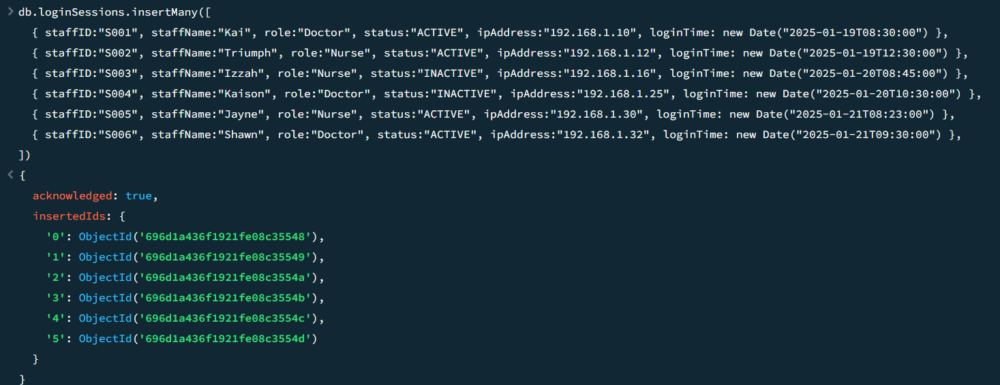 > db.loginSessions.insertMany([
{ staffID:"S001", staffName:"Kai", role:"Doctor", status:"ACTIVE", ipAddress:"192.168.1.10", loginTime: new Date("2025-01-19T08:30:00") },
{ staffID:"S002", staffName:"Triumph", role:"Nurse", status:"ACTIVE", ipAddress:"192.168.1.12", loginTime: new Date("2025-01-19T12:30:00") },
{ staffID:"S003", staffName:"Izzah", role:"Nurse", status:"INACTIVE", ipAddress:"192.168.1.16", loginTime: new Date("2025-01-20T08:45:00") },
{ staffID:"S004", staffName:"Kaison", role:"Doctor", status:"INACTIVE", ipAddress:"192.168.1.25", loginTime: new Date("2025-01-20T10:30:00") },
{ staffID:"S005", staffName:"Jayne", role:"Nurse", status:"ACTIVE", ipAddress:"192.168.1.30", loginTime: new Date("2025-01-21T08:23:00") },
{ staffID:"S006", staffName:"Shawn", role:"Doctor", status:"ACTIVE", ipAddress:"192.168.1.32", loginTime: new Date("2025-01-21T09:30:00") },
])
< {
acknowledged: true,
insertedIds: {
'0': ObjectId('696d1a436f1921fe08c35548'),
'1': ObjectId('696d1a436f1921fe08c35549'),
'2': ObjectId('696d1a436f1921fe08c3554a'),
'3': ObjectId('696d1a436f1921fe08c3554b'),
'4': ObjectId('696d1a436f1921fe08c3554c'),
'5': ObjectId('696d1a436f1921fe08c3554d')
}
}